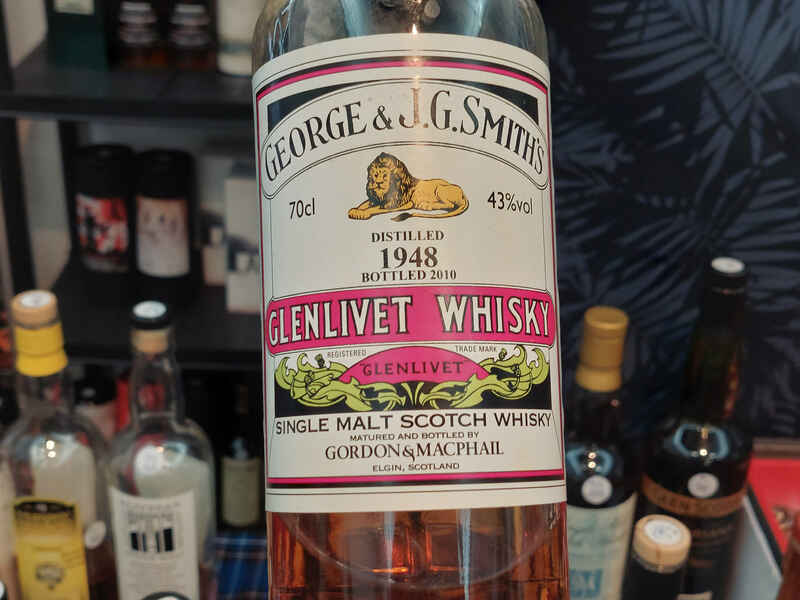 GEORGE & J.G. SMITH'S
70cl
43%vol
DISTILLED
1948
BOTTLED 2010
GLENLIVET WHISKY
REGISTERED
TRADE MARK
GLENLIVET
SINGLE MALT SCOTCH WHISKY
MATURED AND BOTTLED BY
GORDON & MACPHAIL
ELGIN, SCOTLAND